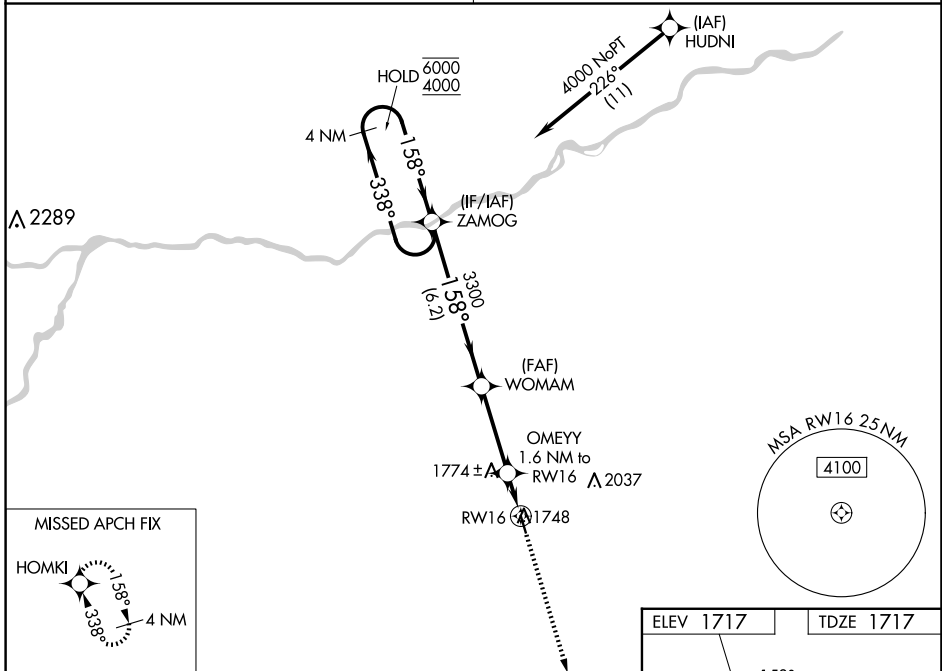 (IAF)
HUDNI
4000 NoPT
226°
(11)
HOLD 6000
4000
4 NM
158°
338°
(IF/IAF)
ZAMOG
2289
3300
158°
(6.2)
(FAF)
WOMAM
OMEYY
1.6 NM to
RW16
1774 ±
2037
RW16
1748
MSA RW16 25 NM
4100
MISSED APCH FIX
HOMKI
158°
338°
4 NM
ELEV 1717
TDZE 1717